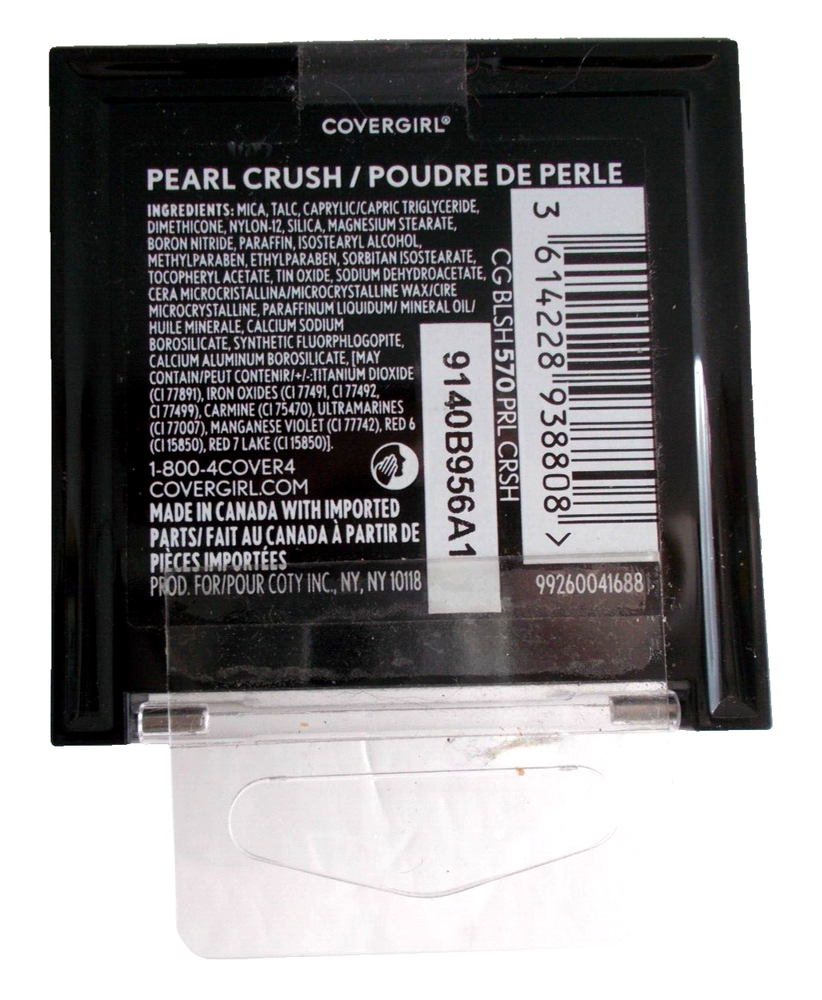 COVERGIRL®
PEARL CRUSH / POUDRE DE PERLE
INGREDIENTS: MICA, TALC, CAPRYLIC/CAPRIC TRIGLYCERIDE,
DIMETHICONE, NYLON-12, SILICA, MAGNESIUM STEARATE,
BORON NITRIDE, PARAFFIN, ISOSTEARYL ALCOHOL,
METHYLPARABEN, ETHYLPARABEN, SORBITAN ISOSTEARATE,
TOCOPHERYL ACETATE, TIN OXIDE, SODIUM DEHYDROACETATE,
CERA MICROCRISTALLINA/MICROCRYSTALLINE WAX/CIRE
MICROCRYSTALLINE, PARAFFINUM LIQUIDUM/ MINERAL OIL/
HUILE MINERALE, CALCIUM SODIUM
BOROSILICATE, SYNTHETIC FLUORPHLOGOPITE,
CALCIUM ALUMINUM BOROSILICATE, [MAY
CONTAIN/PEUT CONTENIR/+/-:TITANIUM DIOXIDE
(CI 77891), IRON OXIDES (CI 77491, CI 77492,
CI 77499), CARMINE (CI 75470), ULTRAMARINES
(CI 77007), MANGANESE VIOLET (CI 77742), RED 6
(CI 15850), RED 7 LAKE (CI 15850)].
1-800-4COVER4
COVERGIRL.COM
MADE IN CANADA WITH IMPORTED
PARTS/ FAIT AU CANADA À PARTIR DE
PIÈCES IMPORTÉES
PROD. FOR/POUR COTY INC., NY, NY 10118
9140B956A1
CG BLSH 570 PRL CRSH
3 614228 938808 >
99260041688